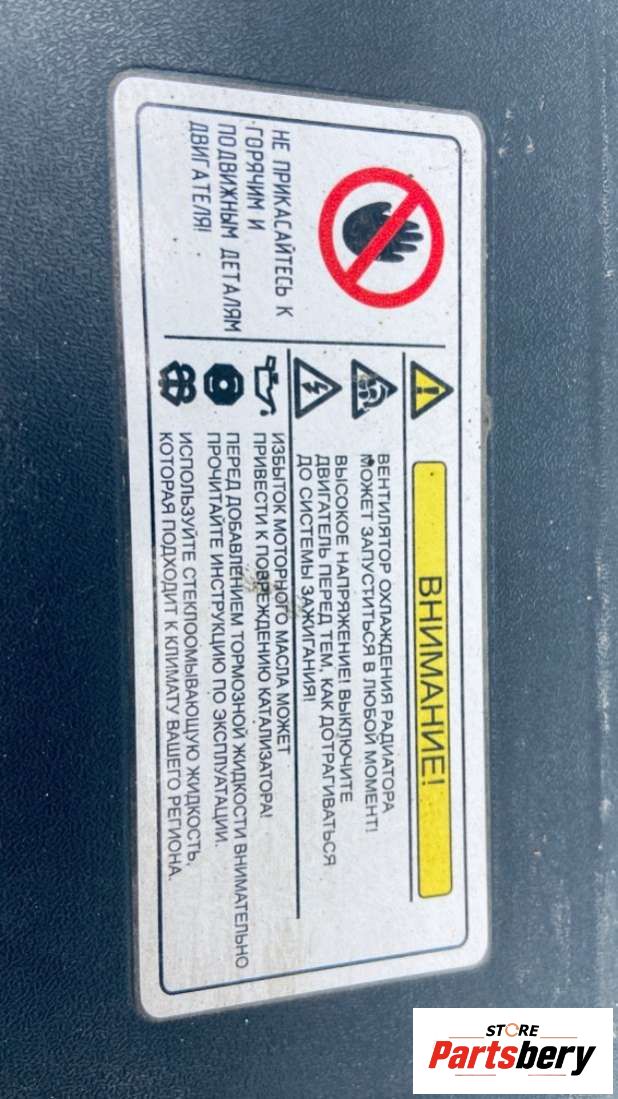 НЕ ПРИКАСАЙТЕСЬ К
ГОРЯЧИМ И
ПОДВИЖНЫМ ДЕТАЛЯМ
ДВИГАТЕЛЯ!
ВНИМАНИЕ!
ВЕНТИЛЯТОР ОХЛАЖДЕНИЯ РАДИАТОРА
МОЖЕТ ЗАПУСТИТЬСЯ В ЛЮБОЙ МОМЕНТ!
ВЫСОКОЕ НАПРЯЖЕНИЕ! ВЫКЛЮЧИТЕ
ДВИГАТЕЛЬ ПЕРЕД ТЕМ, КАК ДОТРАГИВАТЬСЯ
ДО СИСТЕМЫ ЗАЖИГАНИЯ!
ИЗБЫТОК МОТОРНОГО МАСЛА МОЖЕТ
ПРИВЕСТИ К ПОВРЕЖДЕНИЮ КАТАЛИЗАТОРА!
ПЕРЕД ДОБАВЛЕНИЕМ ТОРМОЗНОЙ ЖИДКОСТИ ВНИМАТЕЛЬНО
ПРОЧИТАЙТЕ ИНСТРУКЦИЮ ПО ЭКСПЛУАТАЦИИ.
ИСПОЛЬЗУЙТЕ СТЕКЛООМЫВАЮЩУЮ ЖИДКОСТЬ,
КОТОРАЯ ПОДХОДИТ К КЛИМАТУ ВАШЕГО РЕГИОНА.
STORE
Partsbery